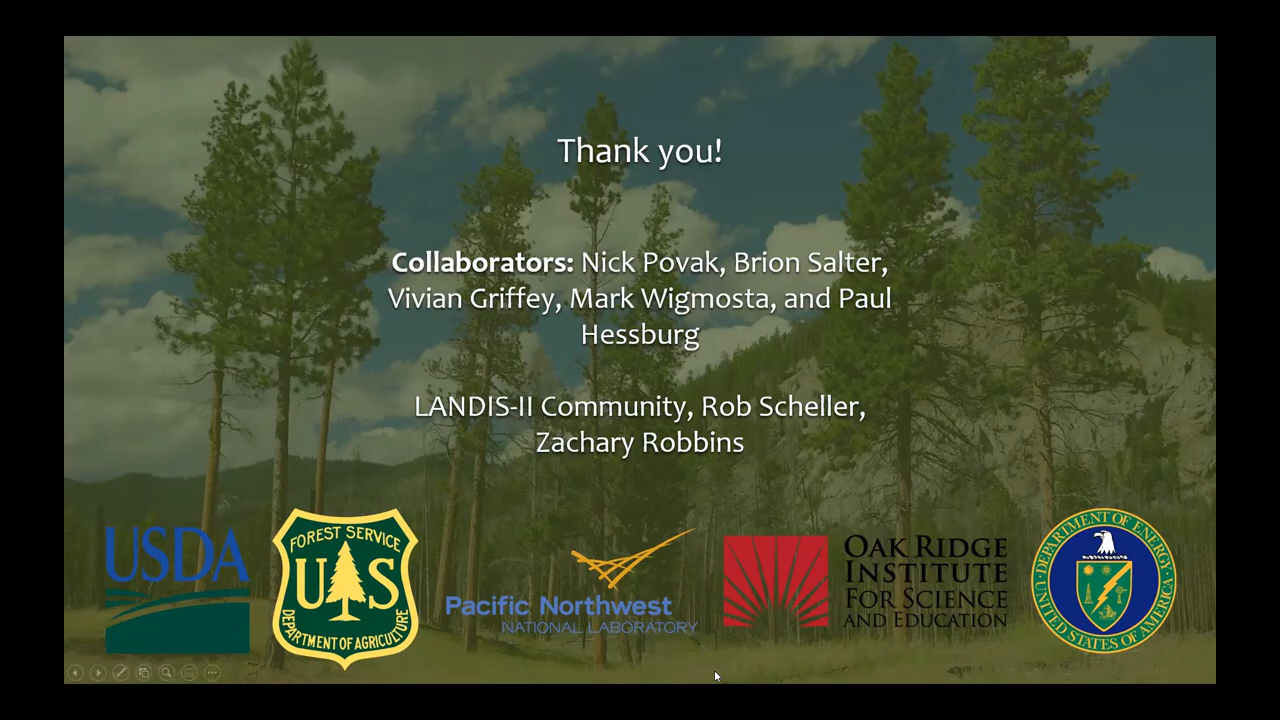 Thank you!
Collaborators: Nick Povak, Brion Salter,
Vivian Griffey, Mark Wigmosta, and Paul
Hessburg
LANDIS-II Community, Rob Scheller,
Zachary Robbins
USDA
FOREST SERVICE
UAS
DEPARTMENT OF AGRICULTURE
Pacific Northwest
NATIONAL LABORATORY
OAK RIDGE
INSTITUTE
FOR SCIENCE
AND EDUCATION
DEPARTMENT OF ENERGY
UNITED STATES OF AMERICA